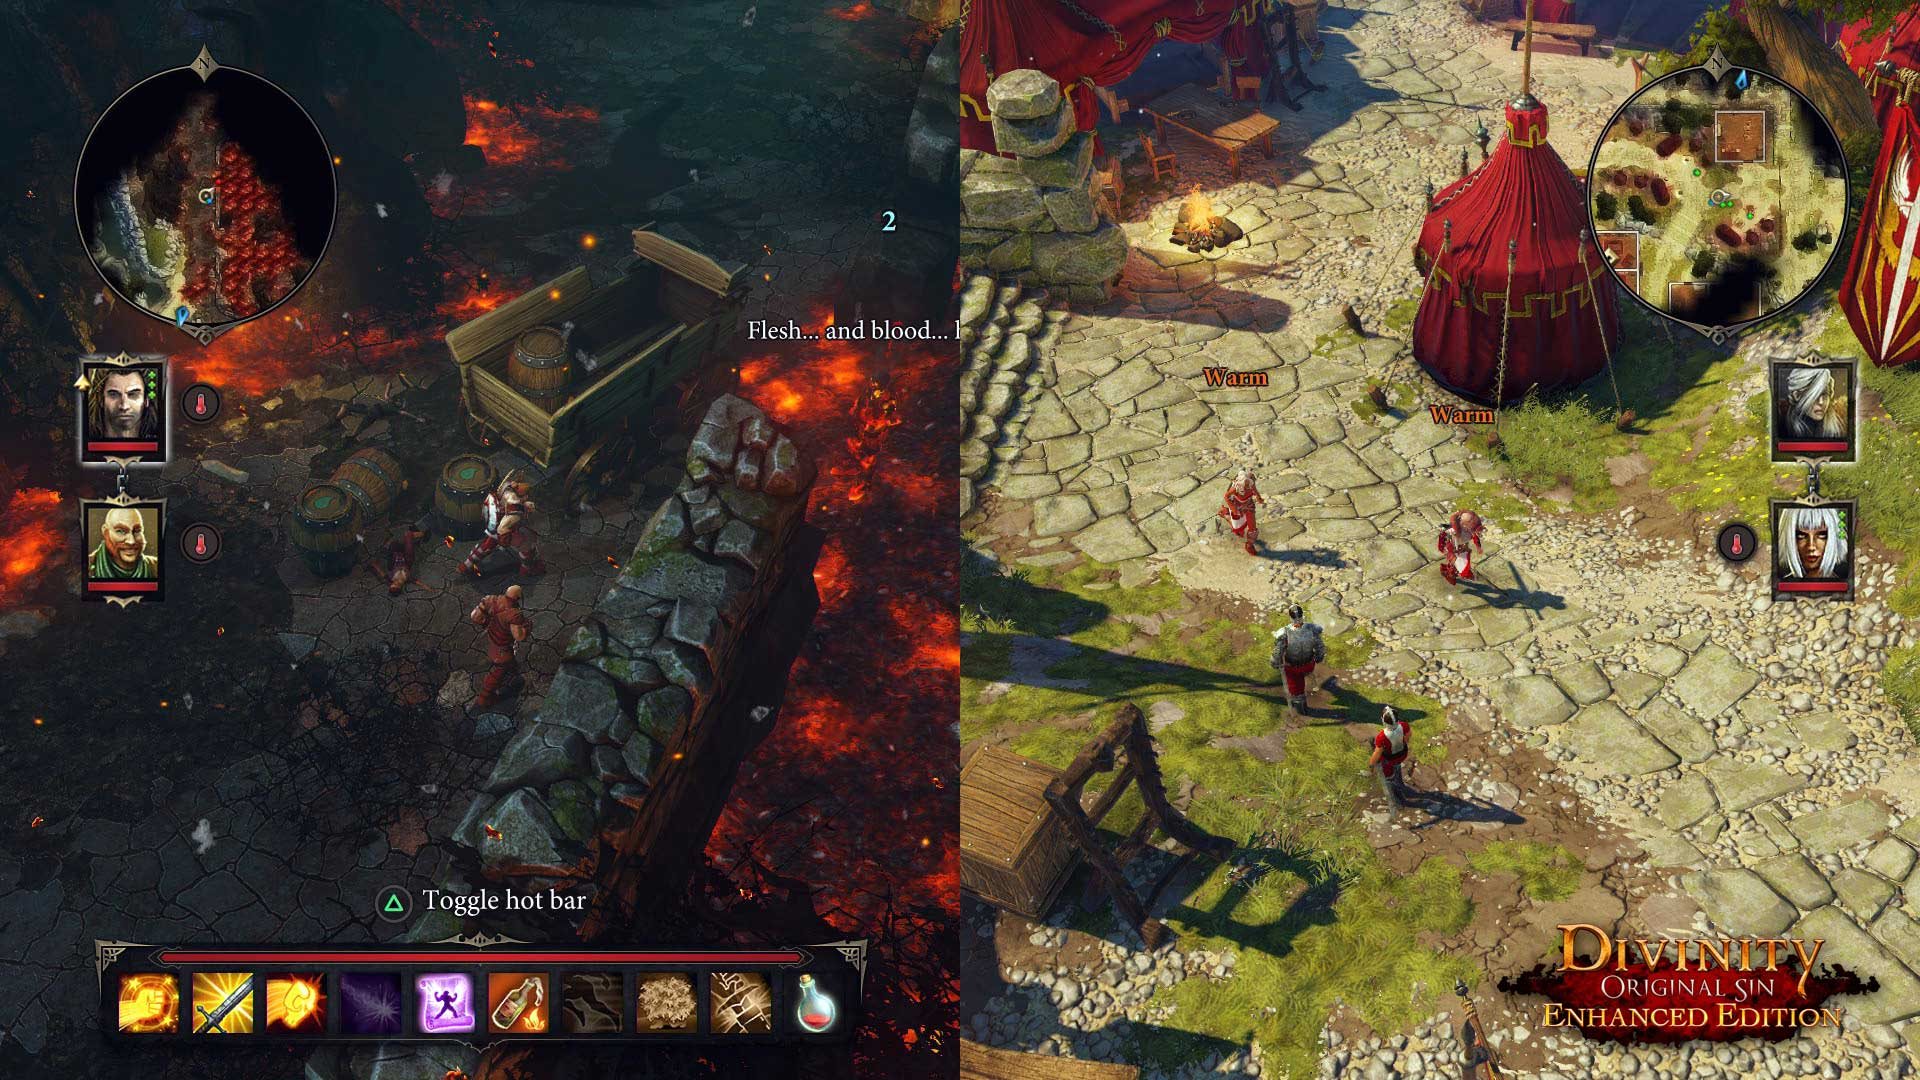 N
N
2
Flesh... and blood...
Warm
Warm
Toggle hot bar
DIVINITY
ORIGINAL SIN
ENHANCED EDITION